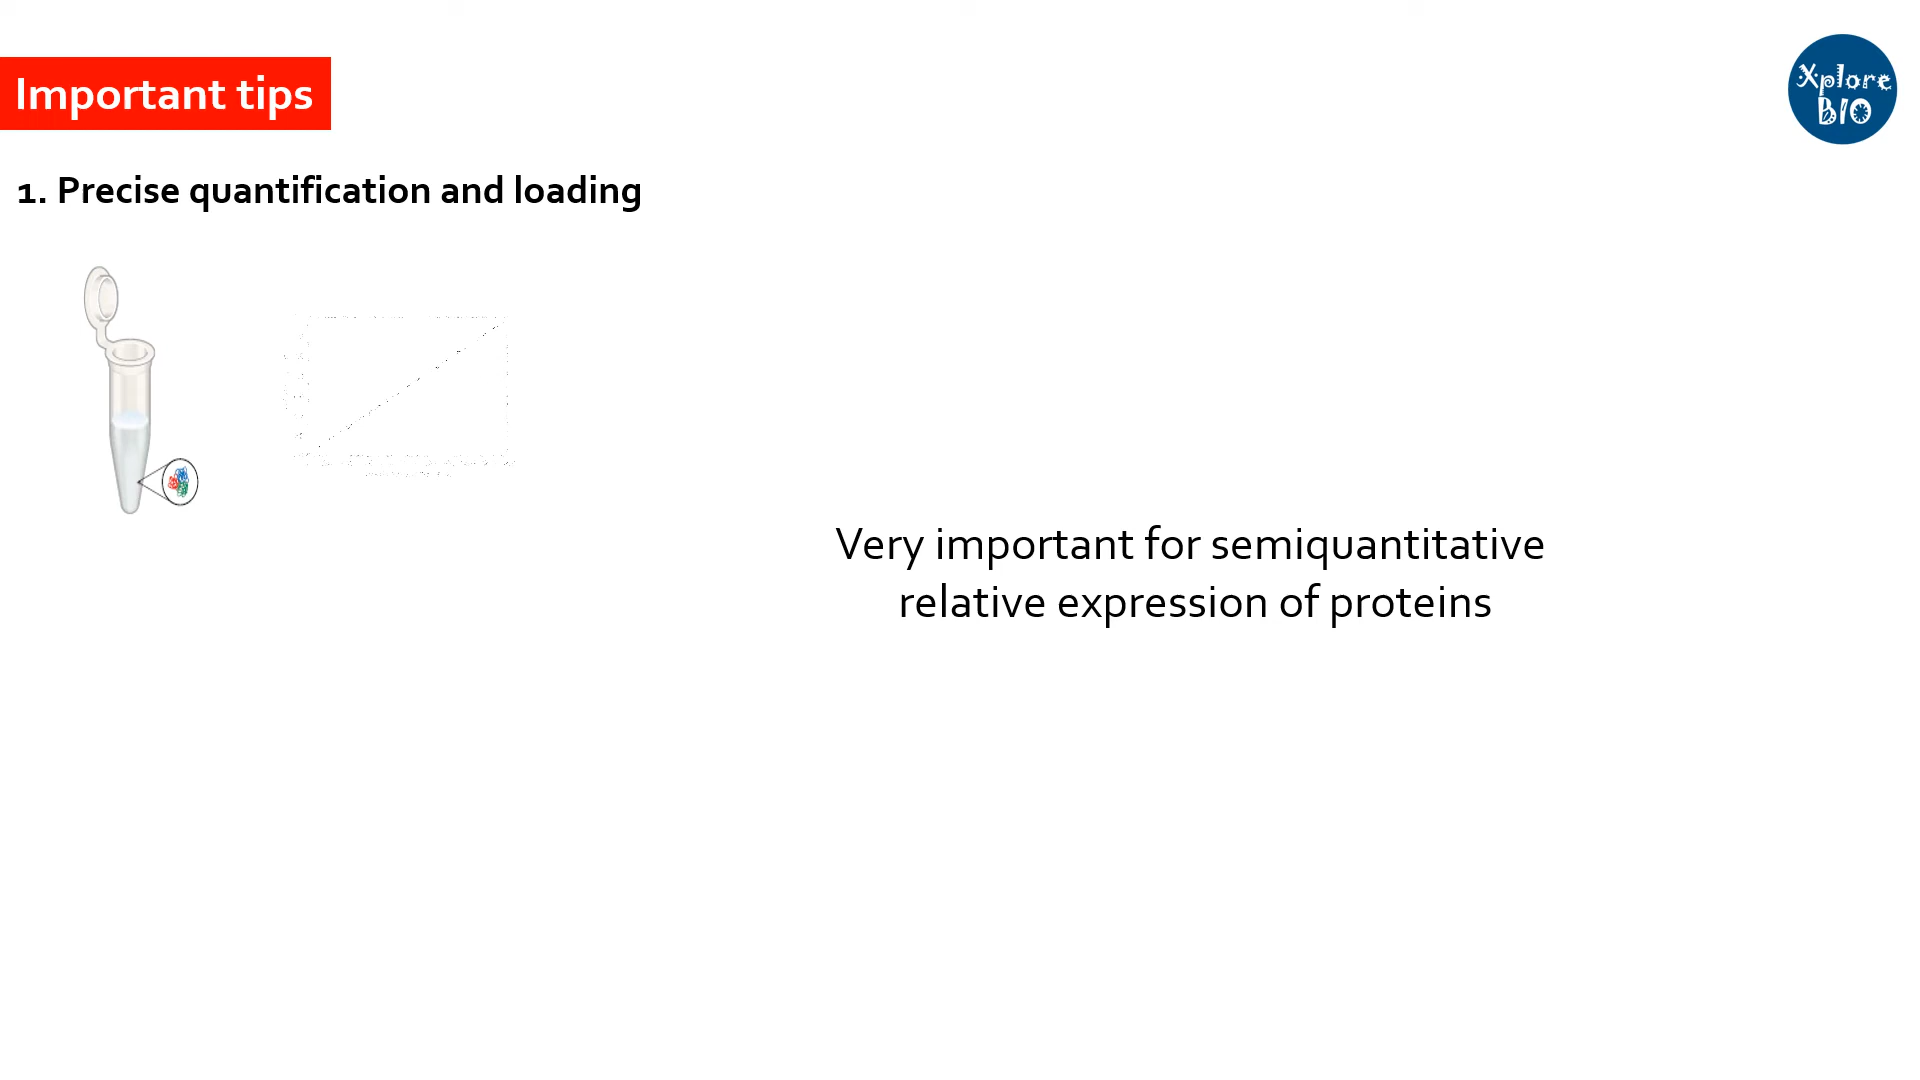 Important tips
Xplore
BIO
1. Precise quantification and loading
Very important for semiquantitative
relative expression of proteins